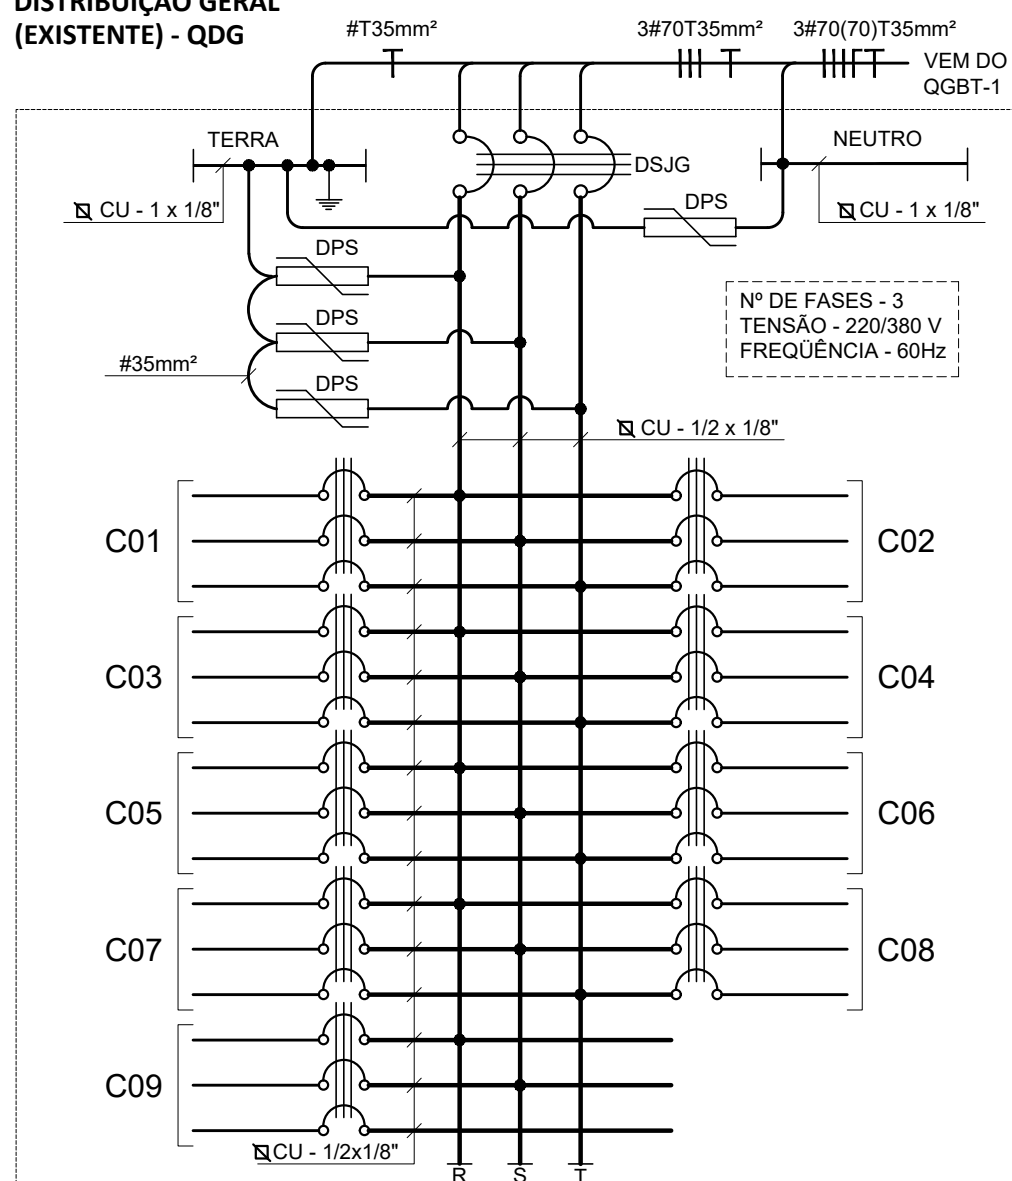 DISTRIBUIÇÃO GERAL
(EXISTENTE) - QDG
#T35mm²
3#70T35mm²
3#70(70)T35mm²
VEM DO
QGBT-1
TERRA
NEUTRO
DSJG
CU - 1 x 1/8"
DPS
CU - 1 x 1/8"
DPS
Nº DE FASES - 3
TENSÃO - 220/380 V
FREQÜÊNCIA - 60Hz
DPS
#35mm²
DPS
CU - 1/2 x 1/8"
C01
C02
C03
C04
C05
C06
C07
C08
C09
CU - 1/2x1/8"
R
S
T